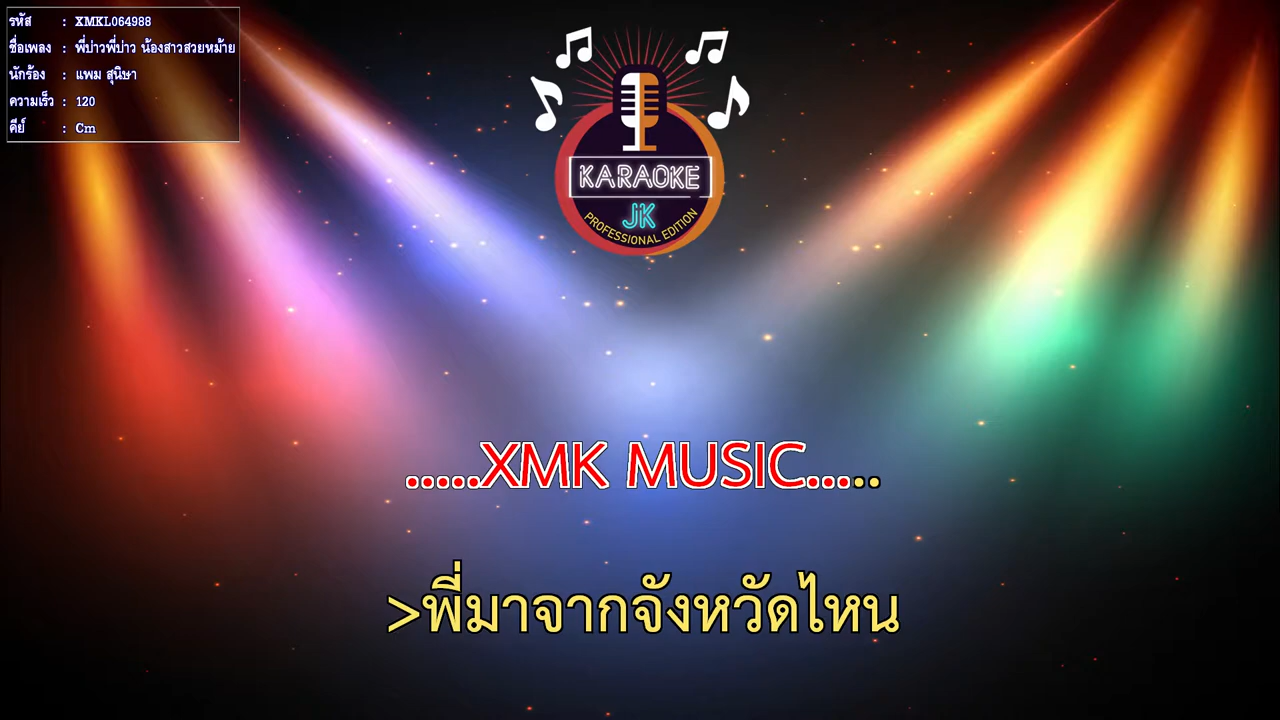 รหัส : XMKL064988
ชื่อเพลง : พี่บ่าวพี่บ่าว น้องสาวสวยหม้าย
นักร้อง : แพม สุนิษา
ความเร็ว : 120
คีย์ : Cm
KARAOKE
JK
PROFESSIONAL EDITION
.....XMK MUSIC.....
>พี่มาจากจังหวัดไหน